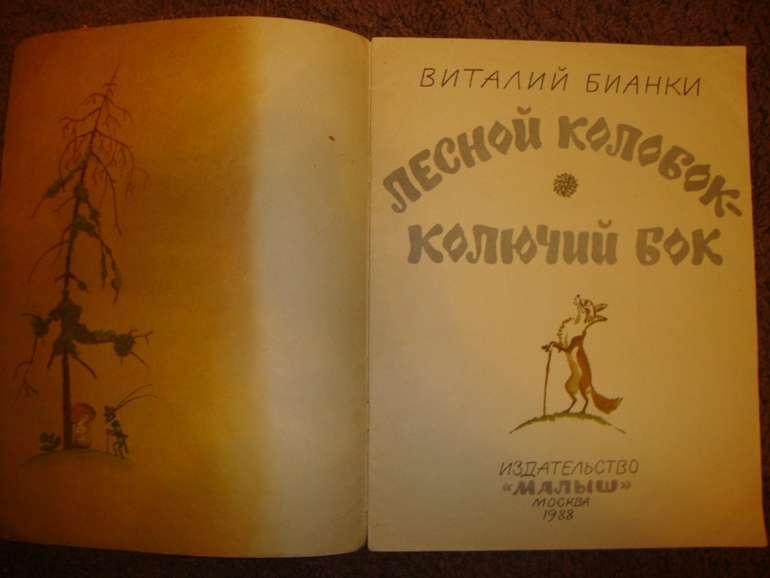 ВИТАЛИЙ БИАНКИ
ЛЕСНОЙ КОЛОБОК-
КОЛЮЧИЙ БОК
ИЗДАТЕЛЬСТВО
«МАЛЫШ»
МОСКВА
1988